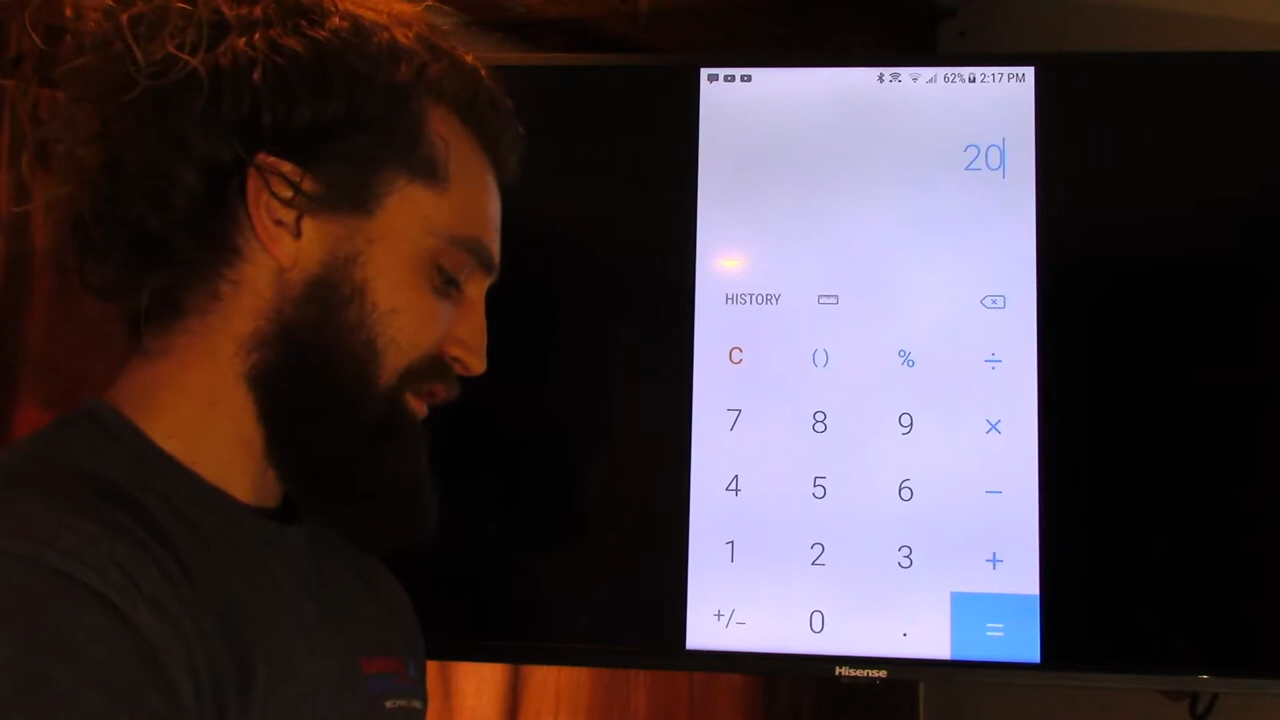 62% 2:17 PM
20
HISTORY
C () % ÷
7 8 9 ×
4 5 6 −
1 2 3 +
+/− 0 . =
Hisense